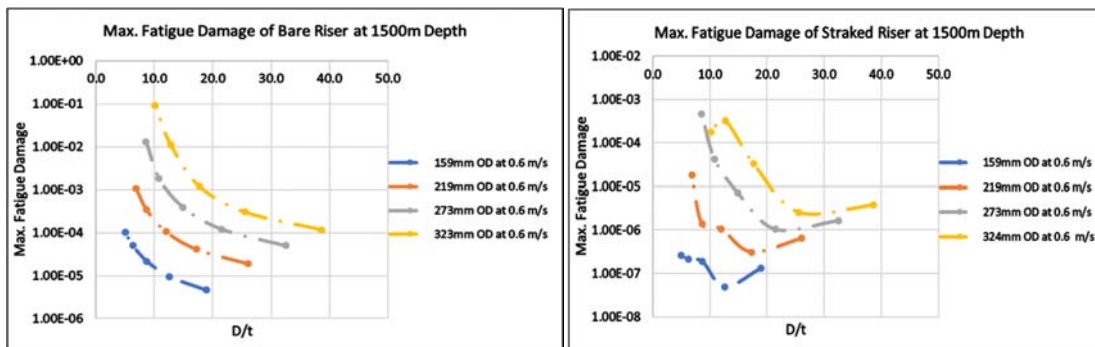 Max. Fatigue Damage of Bare Riser at 1500m Depth
1.00E+00
0.0 10.0 20.0 30.0 40.0 50.0
1.00E-01
1.00E-02
1.00E-03
1.00E-04
1.00E-05
1.00E-06
Max. Fatigue Damage
D/t
159mm OD at 0.6 m/s
219mm OD at 0.6 m/s
273mm OD at 0.6 m/s
323mm OD at 0.6 m/s
Max. Fatigue Damage of Straked Riser at 1500m Depth
1.00E-02
0.0 10.0 20.0 30.0 40.0 50.0
1.00E-03
1.00E-04
1.00E-05
1.00E-06
1.00E-07
1.00E-08
Max. Fatigue Damage
D/t
159mm OD at 0.6 m/s
219mm OD at 0.6 m/s
273mm OD at 0.6 m/s
324mm OD at 0.6 m/s